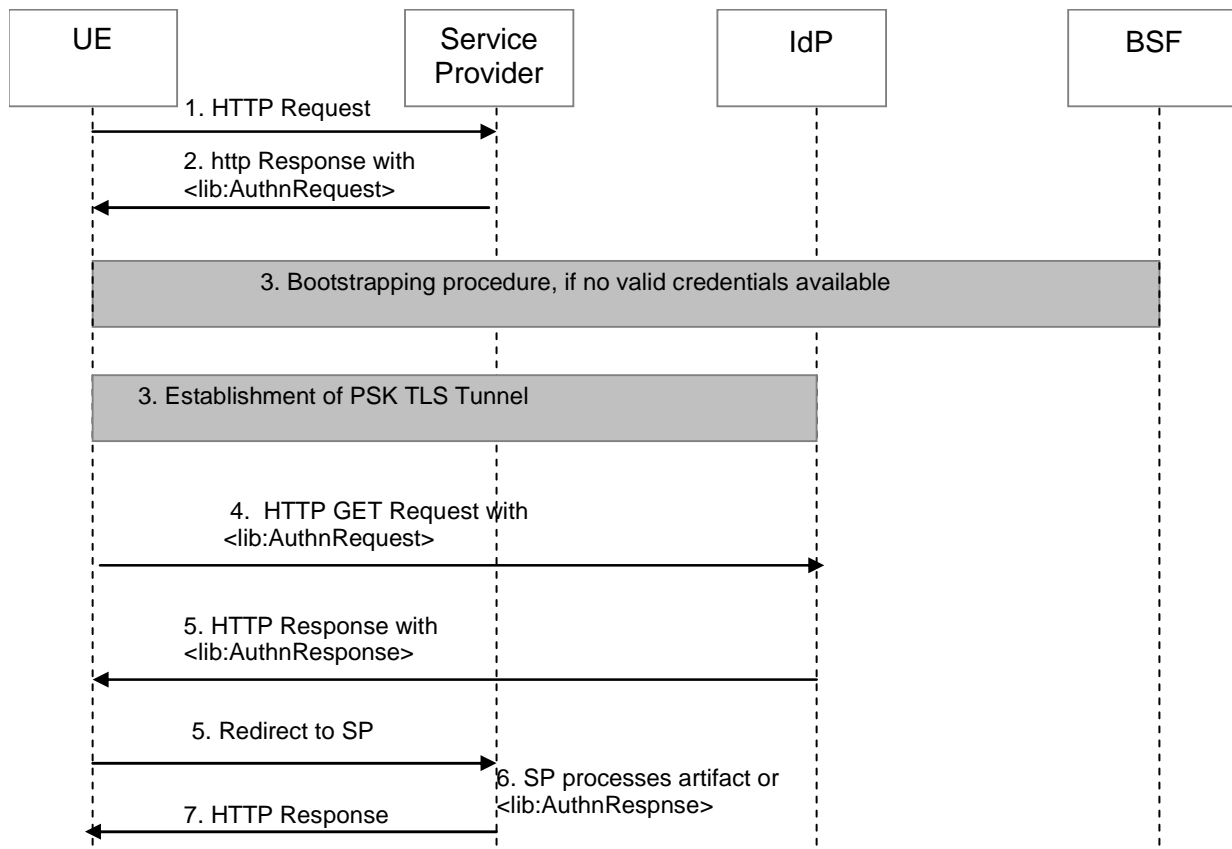 UE
Service
Provider
IdP
BSF
1. HTTP Request
2. http Response with
<lib:AuthnRequest>
3. Bootstrapping procedure, if no valid credentials available
3. Establishment of PSK TLS Tunnel
4. HTTP GET Request with
<lib:AuthnRequest>
5. HTTP Response with
<lib:AuthnResponse>
5. Redirect to SP
6. SP processes artifact or
<lib:AuthnRespnse>
7. HTTP Response